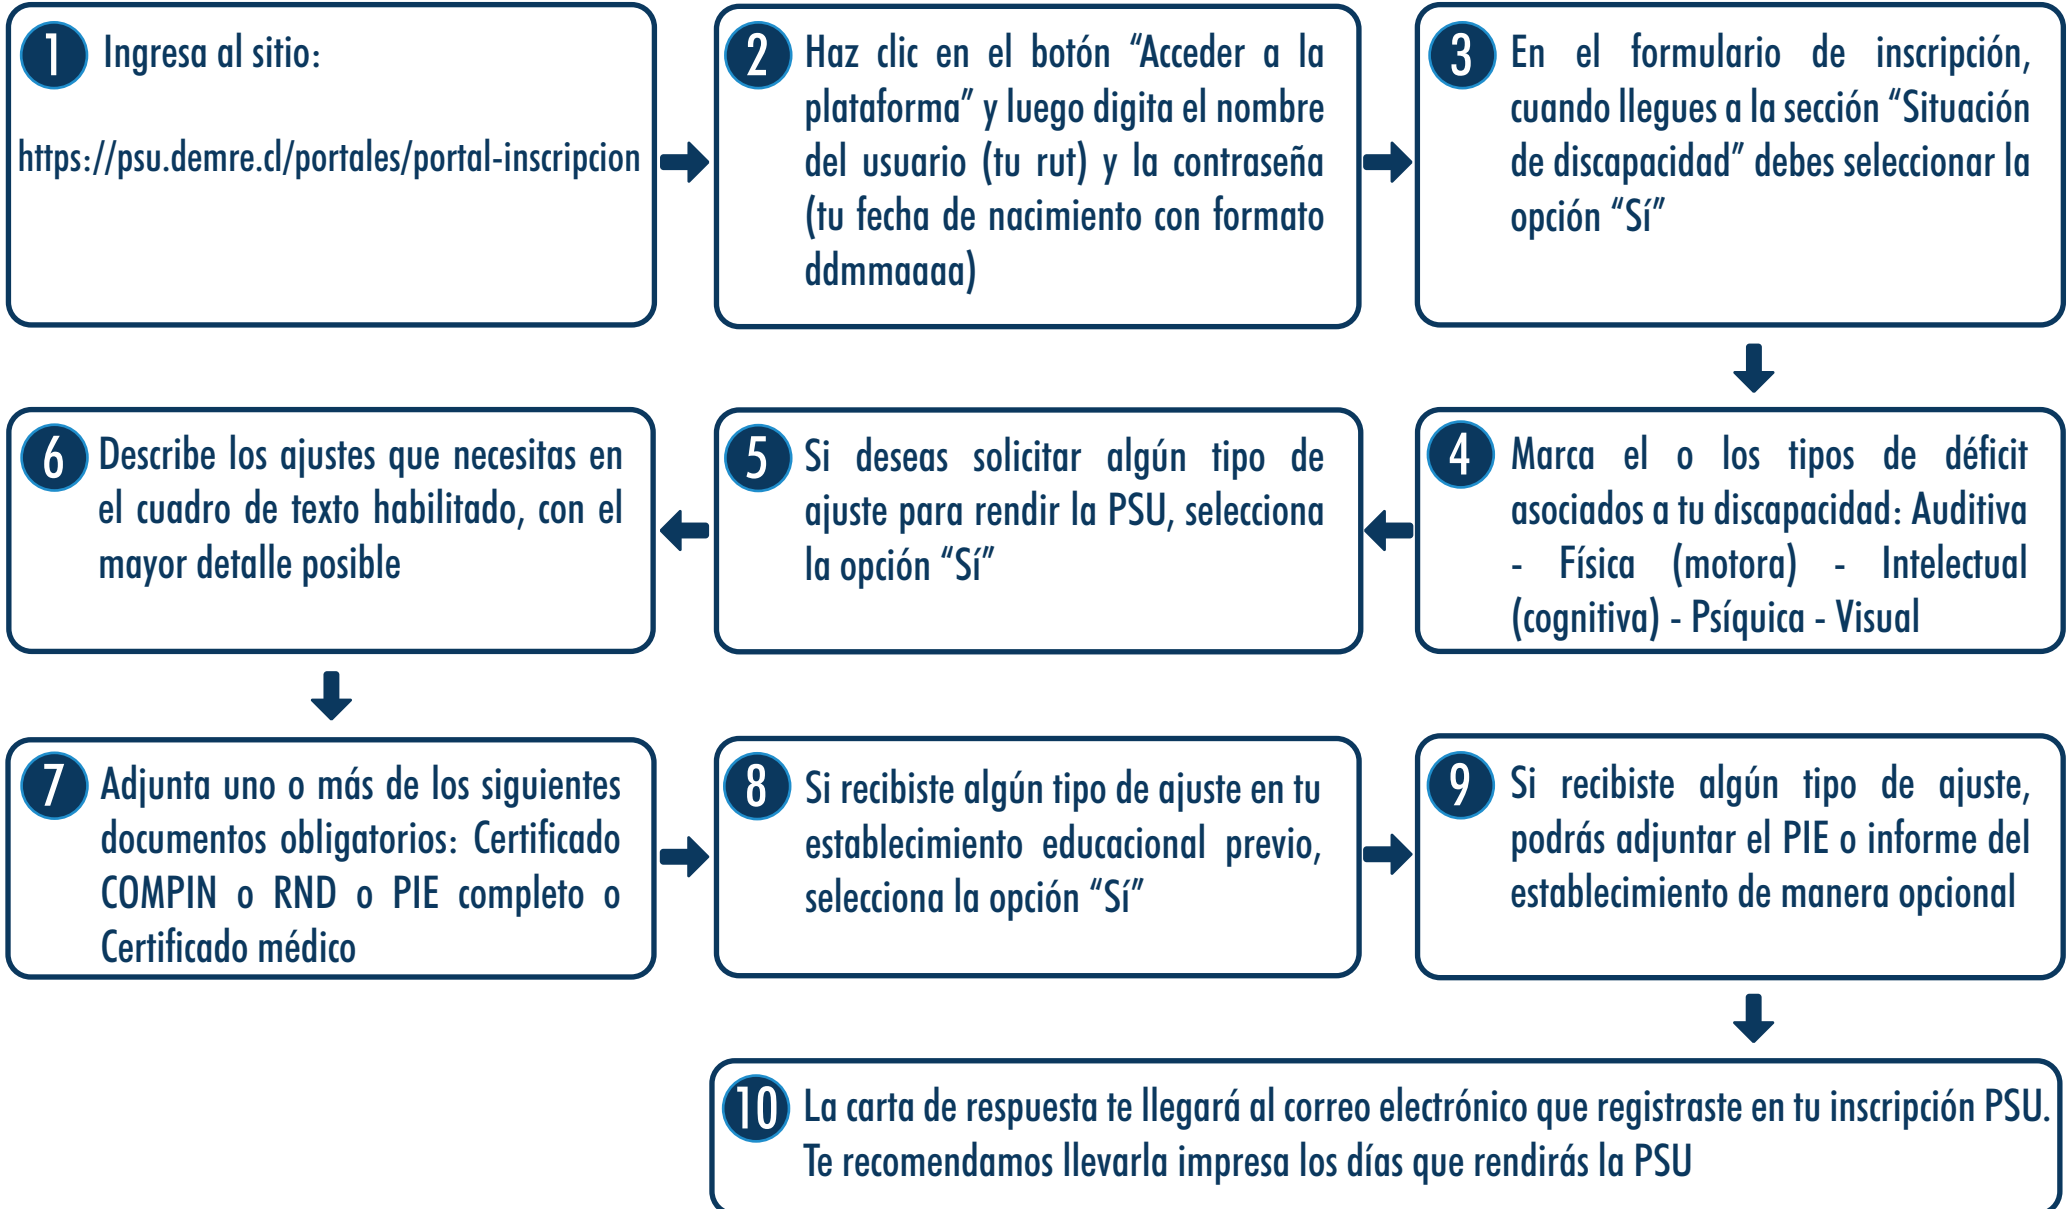 1 Ingresa al sitio:
https://psu.demre.cl/portales/portal-inscripcion
2 Haz clic en el botón “Acceder a la
plataforma” y luego digita el nombre
del usuario (tu rut) y la contraseña
(tu fecha de nacimiento con formato
ddmmaaaa)
3 En el formulario de inscripción,
cuando llegues a la sección “Situación
de discapacidad” debes seleccionar la
opción “Sí”
4 Marca el o los tipos de déficit
asociados a tu discapacidad: Auditiva
- Física (motora) - Intelectual
(cognitiva) - Psíquica - Visual
5 Si deseas solicitar algún tipo de
ajuste para rendir la PSU, selecciona
la opción “Sí”
6 Describe los ajustes que necesitas en
el cuadro de texto habilitado, con el
mayor detalle posible
7 Adjunta uno o más de los siguientes
documentos obligatorios: Certificado
COMPIN o RND o PIE completo o
Certificado médico
8 Si recibiste algún tipo de ajuste en tu
establecimiento educacional previo,
selecciona la opción “Sí”
9 Si recibiste algún tipo de ajuste,
podrás adjuntar el PIE o informe del
establecimiento de manera opcional
10 La carta de respuesta te llegará al correo electrónico que registraste en tu inscripción PSU.
Te recomendamos llevarla impresa los días que rendirás la PSU